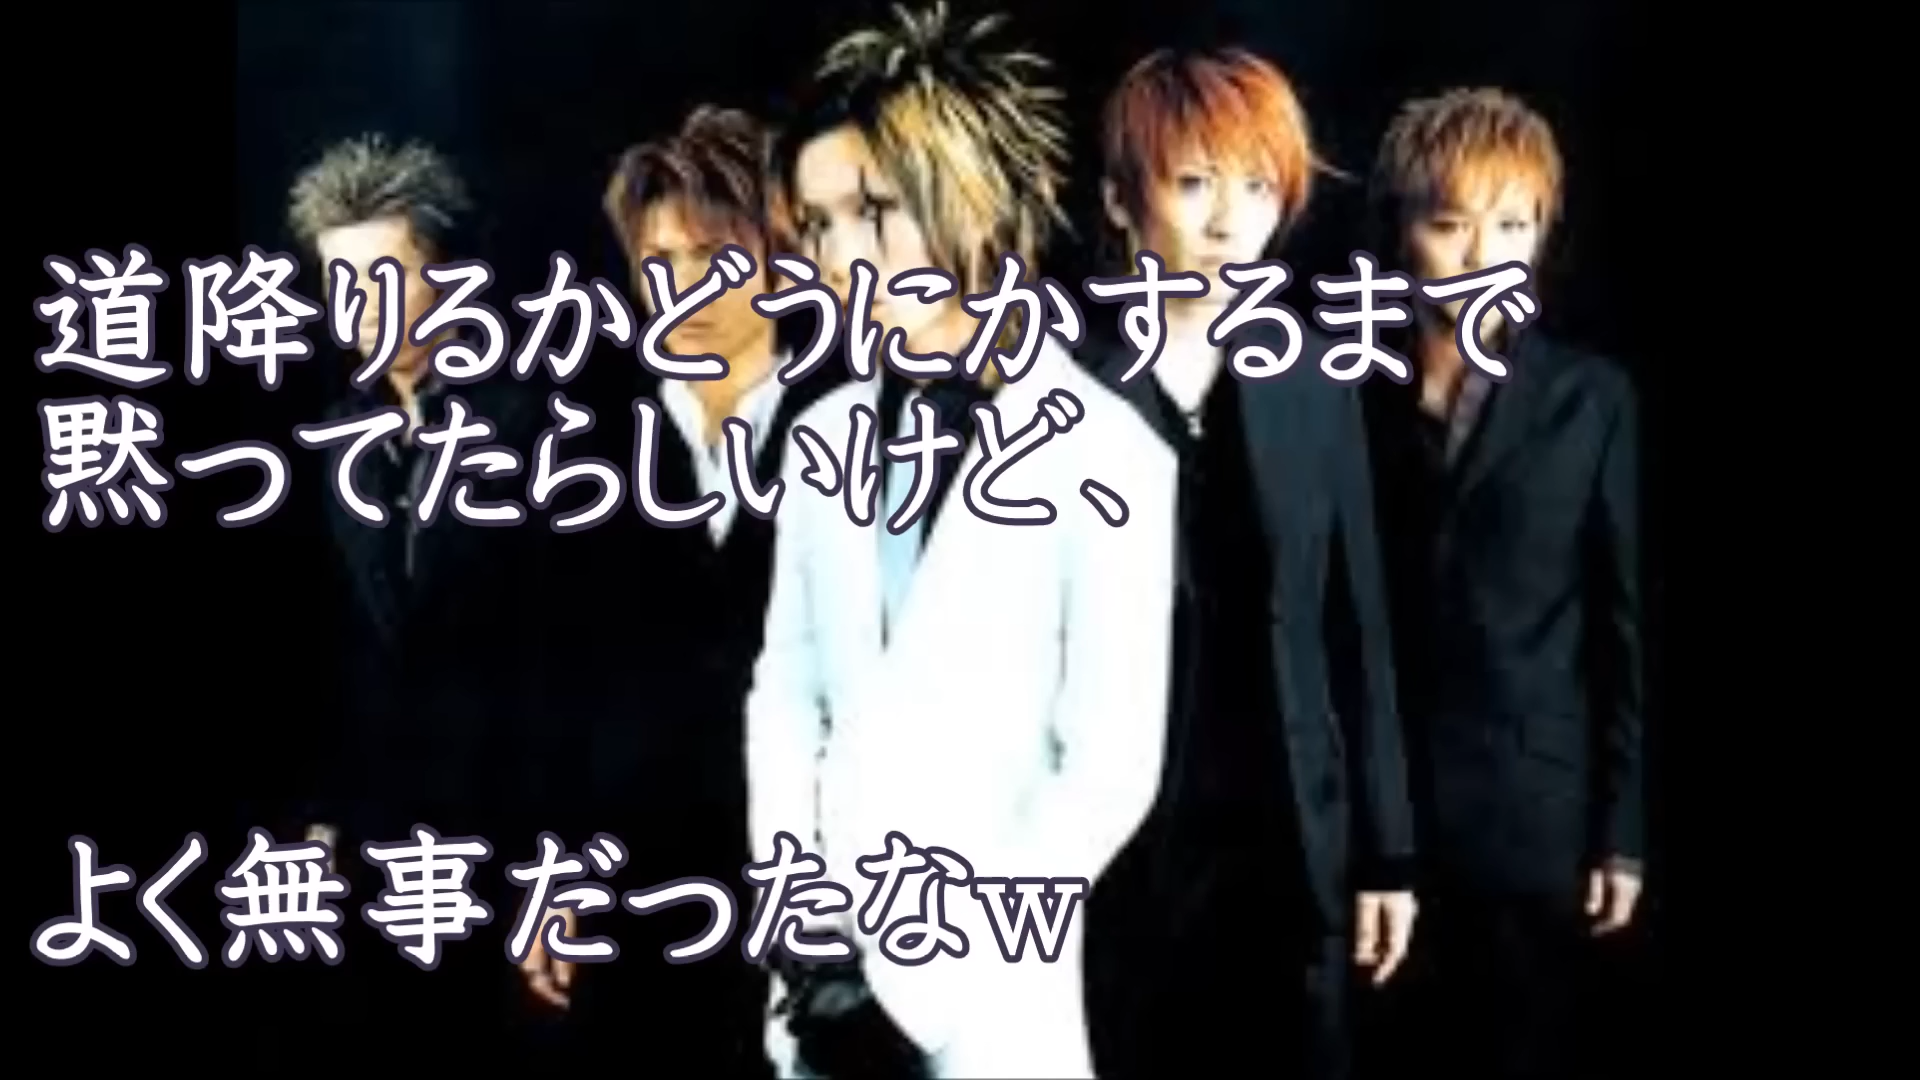 道降りるかどうにかするまで
黙ってたらしいけど、
よく無事だったなw